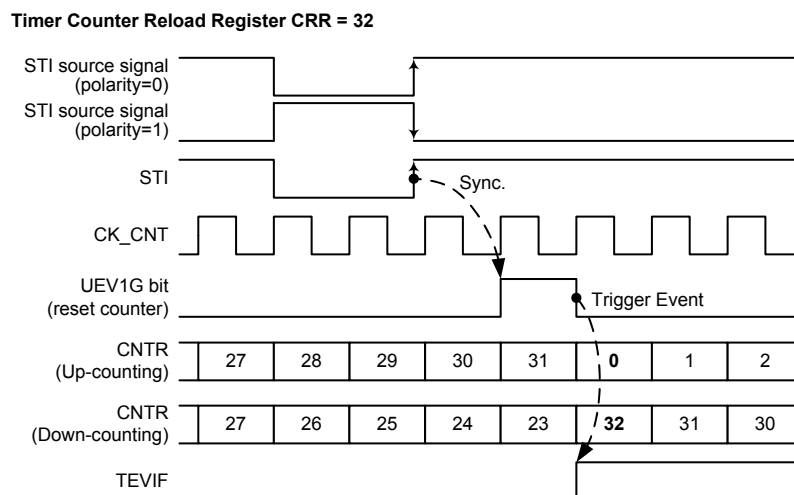 Timer Counter Reload Register CRR = 32
STI source signal
(polarity=0)
STI source signal
(polarity=1)
STI
Sync.
CK_CNT
UEV1G bit
(reset counter)
Trigger Event
CNTR
(Up-counting)
27 28 29 30 31 0 1 2
CNTR
(Down-counting)
27 26 25 24 23 32 31 30
TEVIF